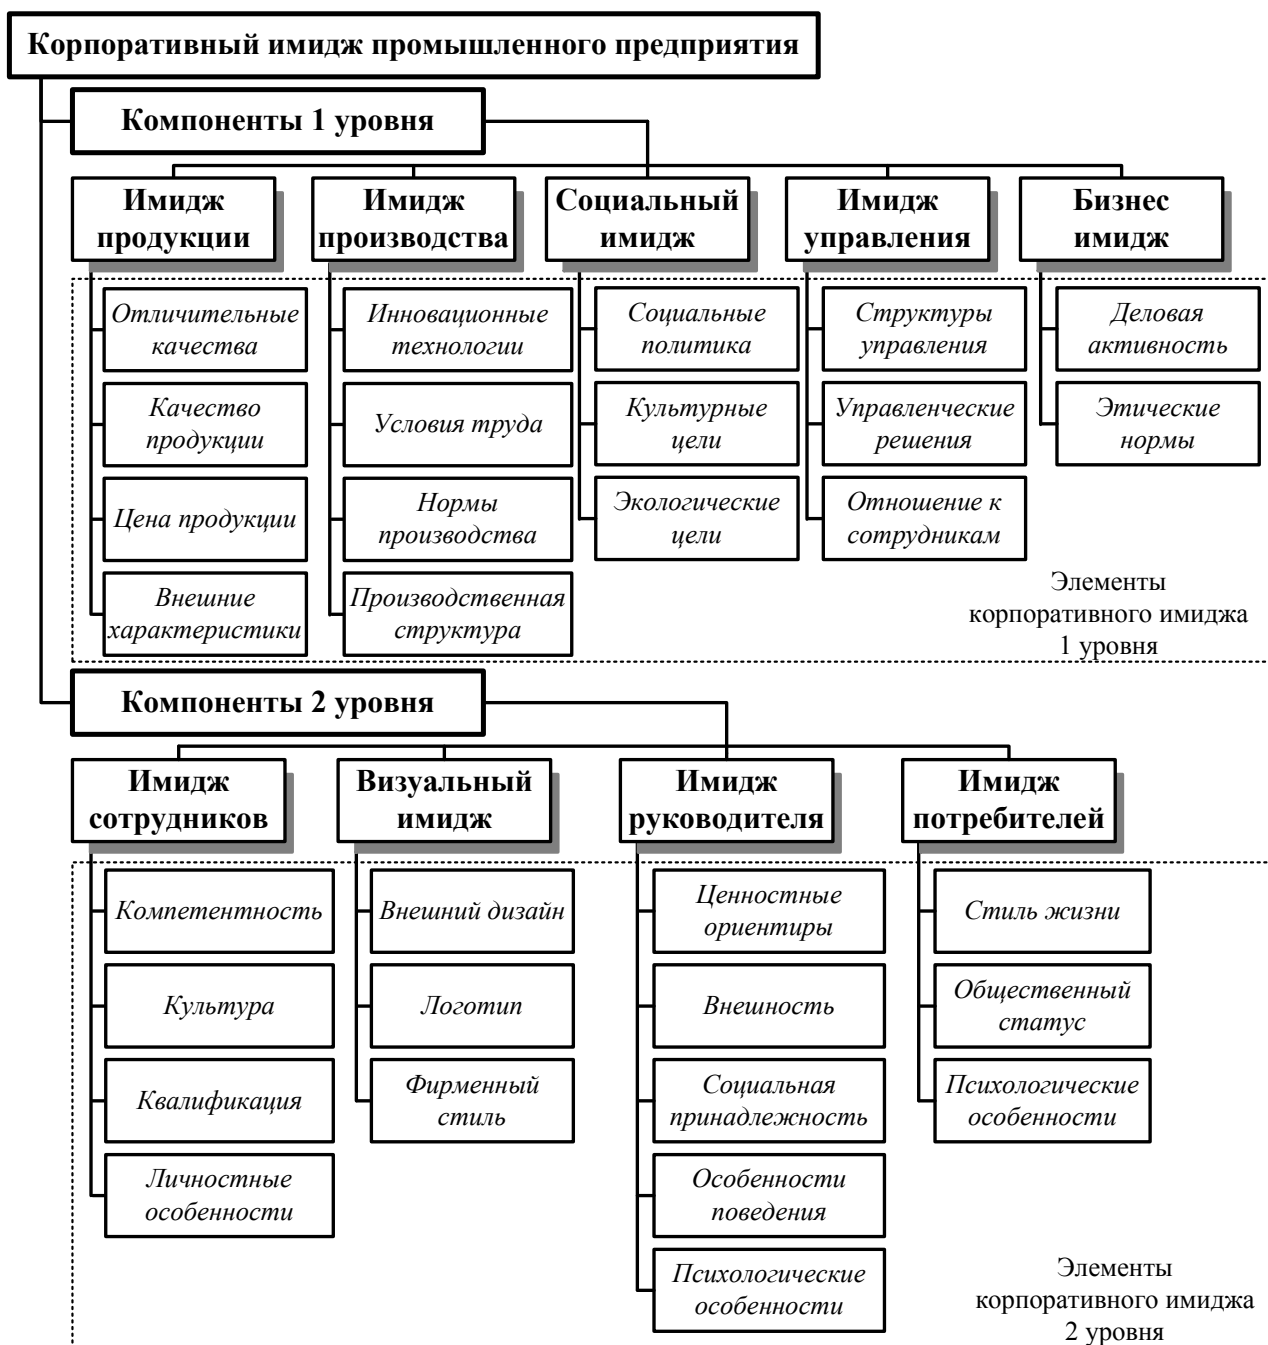 Корпоративный имидж промышленного предприятия
Компоненты 1 уровня
Имидж
продукции
Имидж
производства
Социальный
имидж
Имидж
управления
Бизнес
имидж
Отличительные
качества
Качество
продукции
Цена продукции
Внешние
характеристики
Инновационные
технологии
Условия труда
Нормы
производства
Производственная
структура
Социальные
политика
Культурные
цели
Экологические
цели
Структуры
управления
Управленческие
решения
Отношение к
сотрудникам
Деловая
активность
Этические
нормы
Элементы
корпоративного имиджа
1 уровня
Компоненты 2 уровня
Имидж
сотрудников
Визуальный
имидж
Имидж
руководителя
Имидж
потребителей
Компетентность
Культура
Квалификация
Личностные
особенности
Внешний дизайн
Логотип
Фирменный
стиль
Ценностные
ориентиры
Внешность
Социальная
принадлежность
Особенности
поведения
Психологические
особенности
Стиль жизни
Общественный
статус
Психологические
особенности
Элементы
корпоративного имиджа
2 уровня